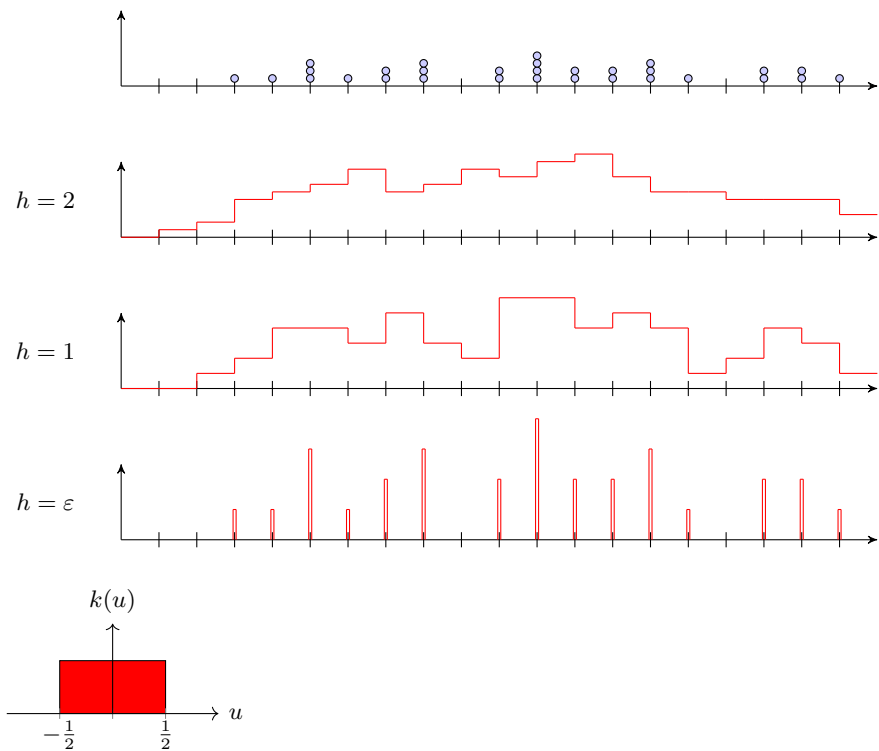 h = 2
h = 1
h = ε
k(u)
u
-1/2
1/2